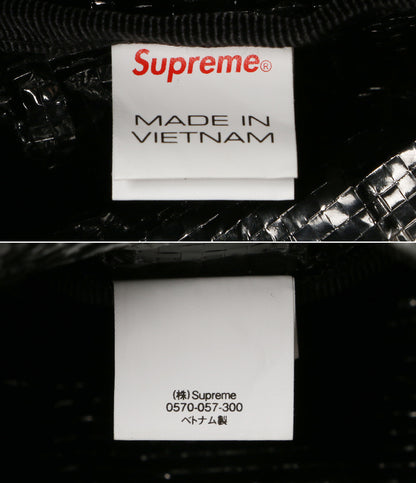 Supreme®
MADE IN
VIETNAM
(株)Supreme
0570-057-300
ベトナム製